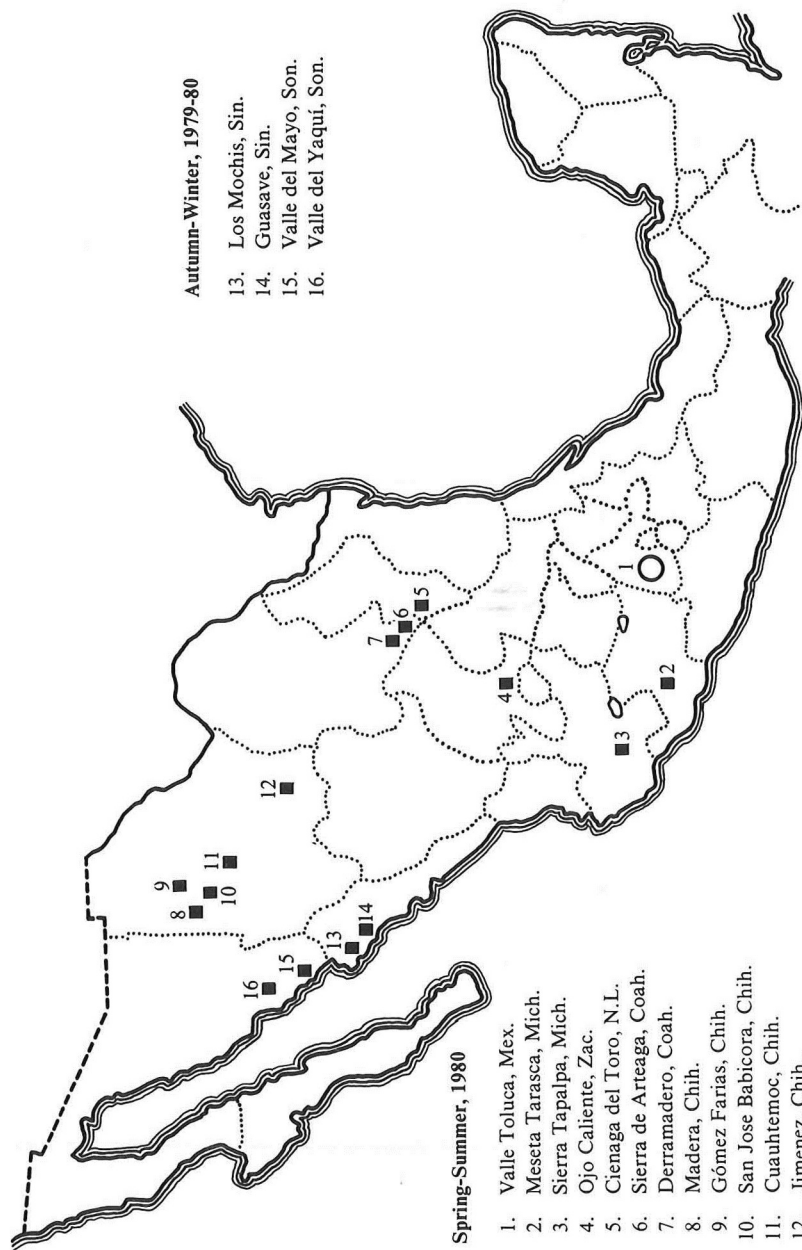 Autumn-Winter, 1979-80
13. Los Mochis, Sin.
14. Guasave, Sin.
15. Valle del Mayo, Son.
16. Valle del Yaquí, Son.
Spring-Summer, 1980
1. Valle Toluca, Mex.
2. Meseta Tarasca, Mich.
3. Sierra Tapalpa, Mich.
4. Ojo Caliente, Zac.
5. Cienaga del Toro, N.L.
6. Sierra de Arteaga, Coah.
7. Derramadero, Coah.
8. Madera, Chih.
9. Gómez Farias, Chih.
10. San Jose Babicora, Chih.
11. Cuauhtemoc, Chih.
12. Jimenez, Chih.
1
2
3
4
5
6
7
8
9
10
11
12
13
14
15
16